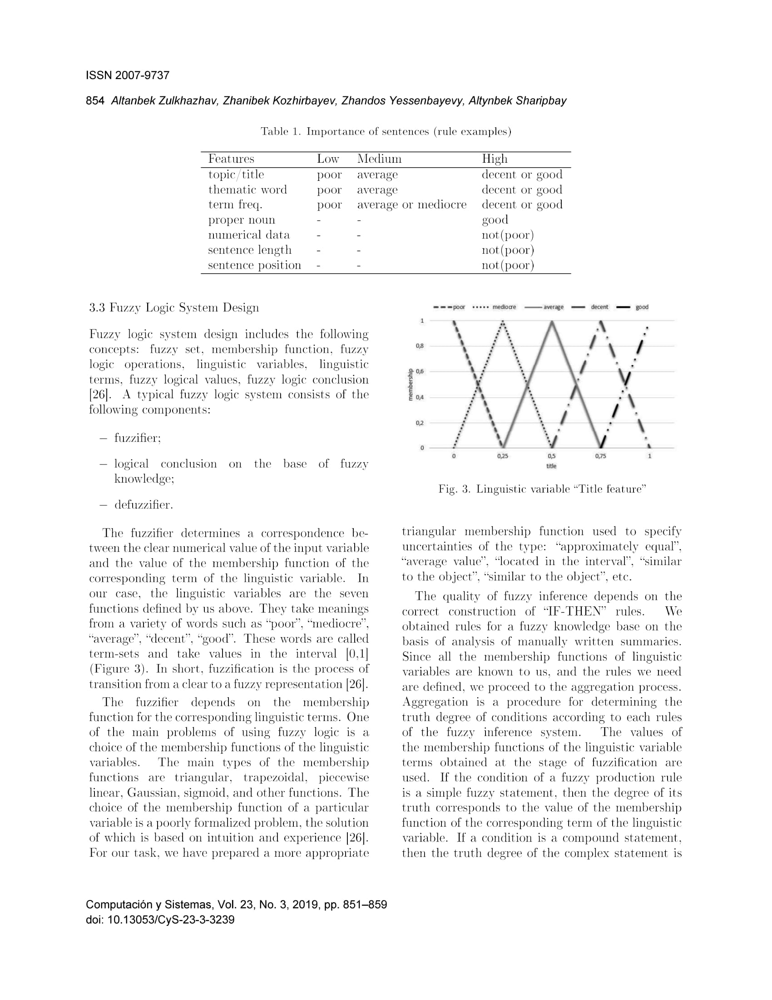 ISSN 2007-9737
854 Altanbek Zulkhazhav, Zhanibek Kozhirbayev, Zhandos Yessenbayevy, Altynbek Sharipbay
Table 1. Importance of sentences (rule examples)
Features Low Medium High
topic/title poor average decent or good
thematic word poor average decent or good
term freq. poor average or mediocre decent or good
proper noun - - good
numerical data - - not(poor)
sentence length - - not(poor)
sentence position - - not(poor)
3.3 Fuzzy Logic System Design
Fuzzy logic system design includes the following
concepts: fuzzy set, membership function, fuzzy
logic operations, linguistic variables, linguistic
terms, fuzzy logical values, fuzzy logic conclusion
[26]. A typical fuzzy logic system consists of the
following components:
– fuzzifier;
– logical conclusion on the base of fuzzy
knowledge;
– defuzzifier.
The fuzzifier determines a correspondence be-
tween the clear numerical value of the input variable
and the value of the membership function of the
corresponding term of the linguistic variable. In
our case, the linguistic variables are the seven
functions defined by us above. They take meanings
from a variety of words such as “poor”, “mediocre”,
“average”, “decent”, “good”. These words are called
term-sets and take values in the interval [0,1]
(Figure 3). In short, fuzzification is the process of
transition from a clear to a fuzzy representation [26].
The fuzzifier depends on the membership
function for the corresponding linguistic terms. One
of the main problems of using fuzzy logic is a
choice of the membership functions of the linguistic
variables. The main types of the membership
functions are triangular, trapezoidal, piecewise
linear, Gaussian, sigmoid, and other functions. The
choice of the membership function of a particular
variable is a poorly formalized problem, the solution
of which is based on intuition and experience [26].
For our task, we have prepared a more appropriate
poor mediocre average decent good
1
0,8
0,6
0,4
0,2
0
membership
0 0,25 0,5 0,75 1
title
Fig. 3. Linguistic variable “Title feature”
triangular membership function used to specify
uncertainties of the type: “approximately equal”,
“average value”, “located in the interval”, “similar
to the object”, “similar to the object”, etc.
The quality of fuzzy inference depends on the
correct construction of “IF-THEN” rules. We
obtained rules for a fuzzy knowledge base on the
basis of analysis of manually written summaries.
Since all the membership functions of linguistic
variables are known to us, and the rules we need
are defined, we proceed to the aggregation process.
Aggregation is a procedure for determining the
truth degree of conditions according to each rules
of the fuzzy inference system. The values of
the membership functions of the linguistic variable
terms obtained at the stage of fuzzification are
used. If the condition of a fuzzy production rule
is a simple fuzzy statement, then the degree of its
truth corresponds to the value of the membership
function of the corresponding term of the linguistic
variable. If a condition is a compound statement,
then the truth degree of the complex statement is
Computación y Sistemas, Vol. 23, No. 3, 2019, pp. 851–859
doi: 10.13053/CyS-23-3-3239